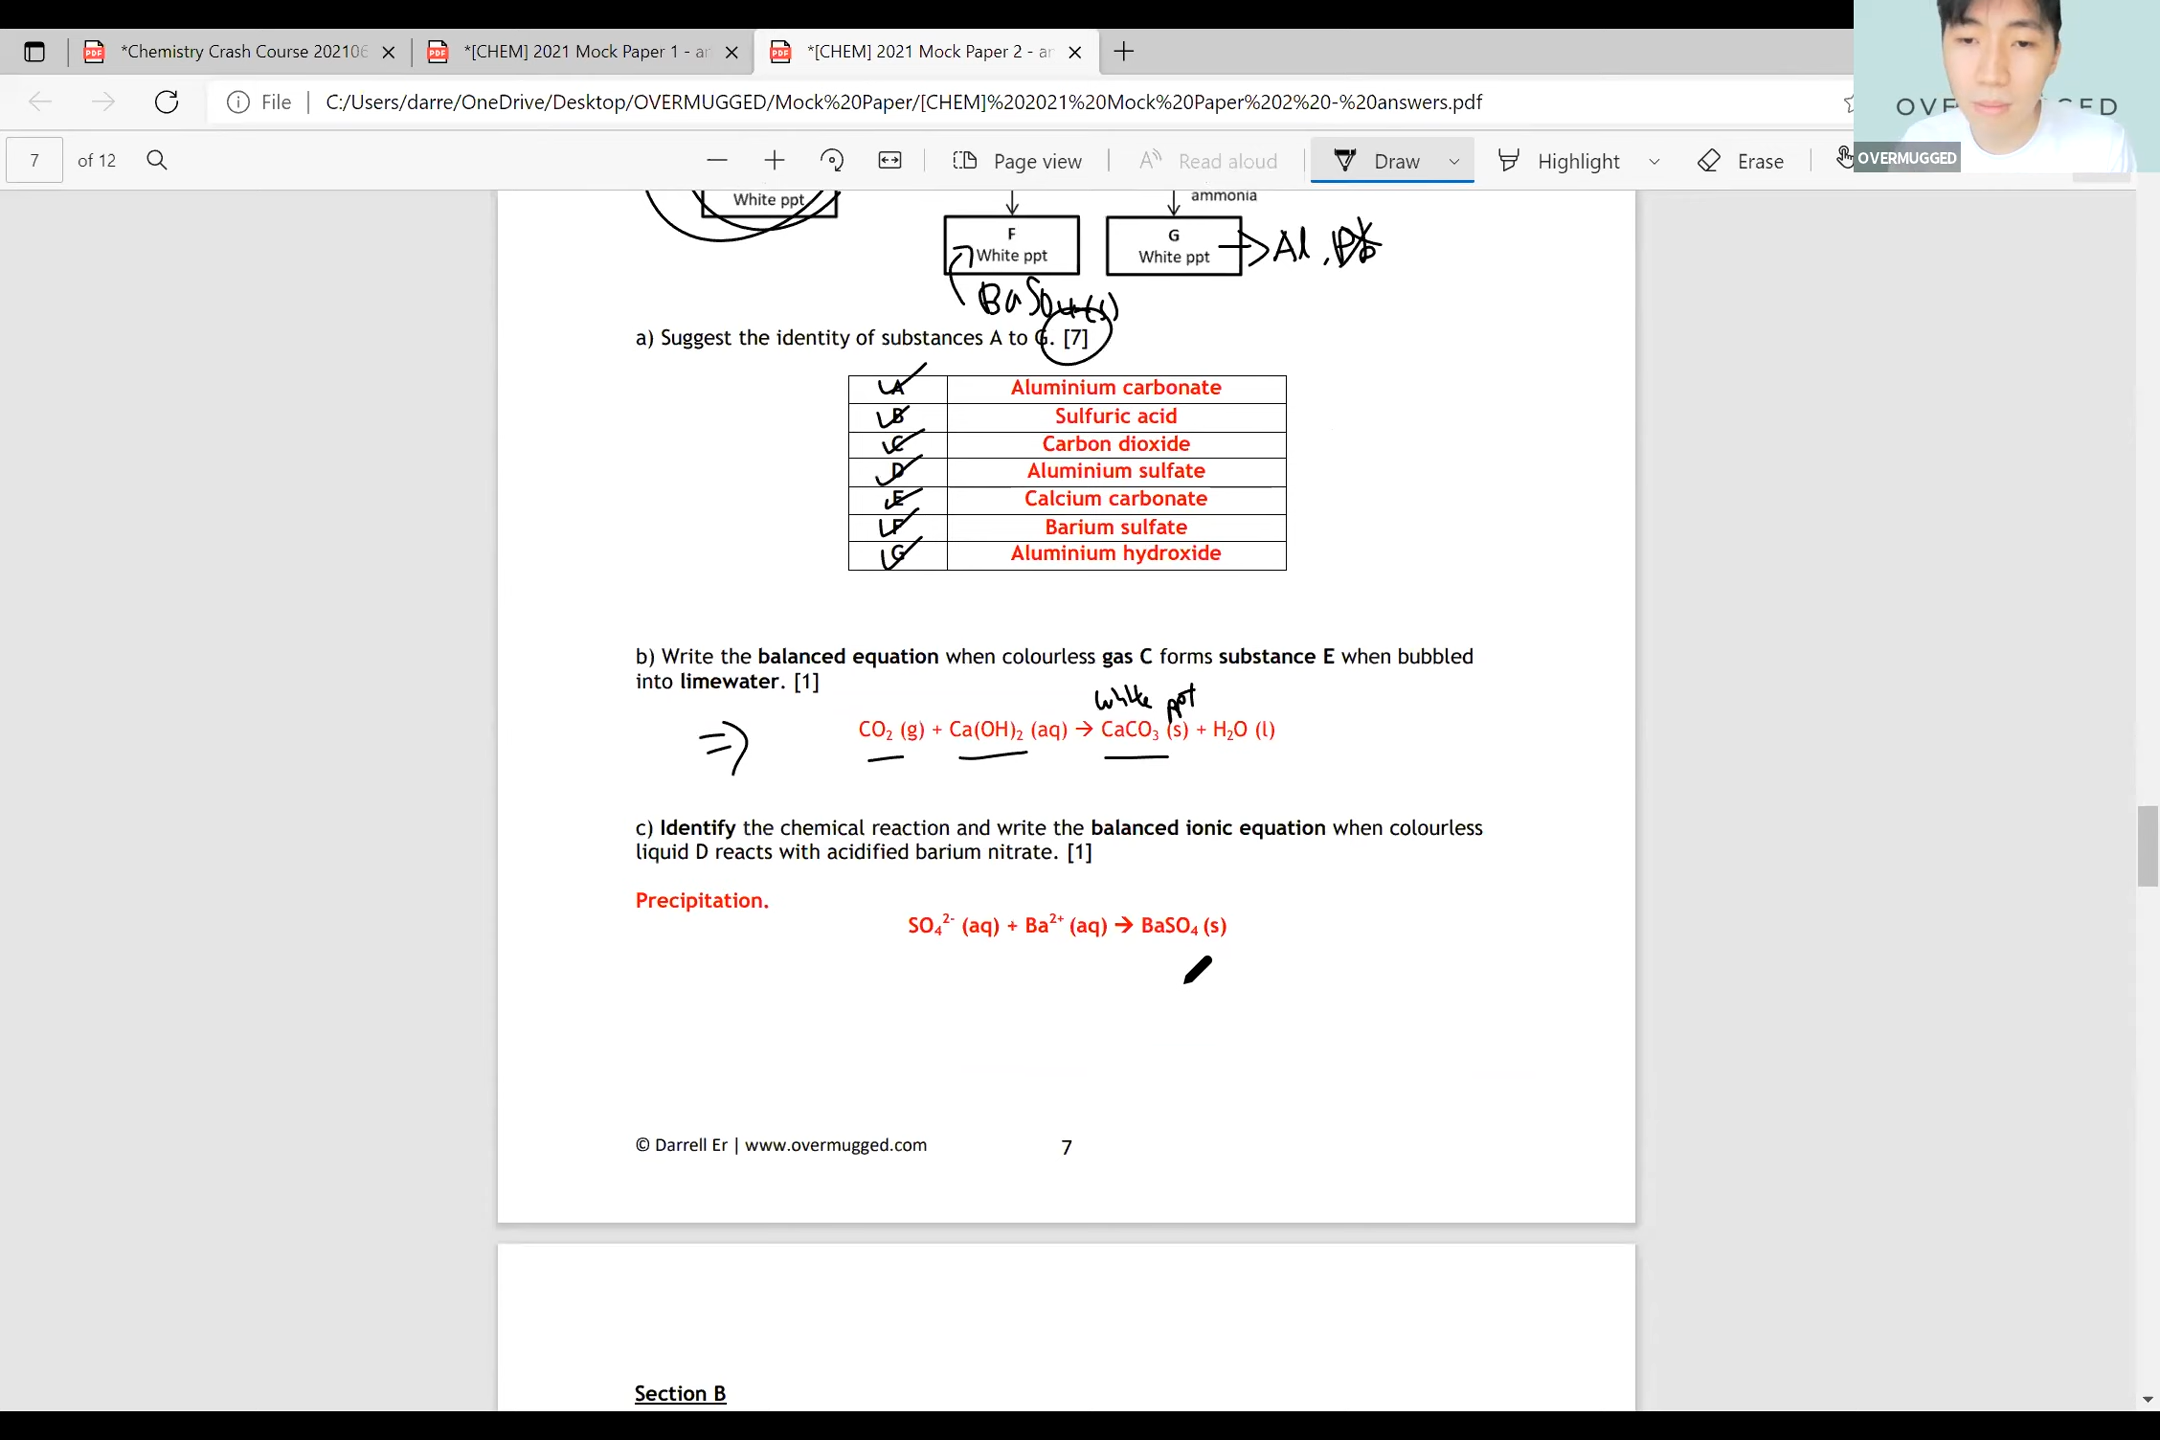 *Chemistry Crash Course 202106
*[CHEM] 2021 Mock Paper 1 - an
*[CHEM] 2021 Mock Paper 2 - an
File
C:/Users/darre/OneDrive/Desktop/OVERMUGGED/Mock%20Paper/[CHEM]%202021%20Mock%20Paper%202%20-%20answers.pdf
OVERMUGGED
7 of 12
Page view
Read aloud
Draw
Highlight
Erase
ammonia
White ppt
F
White ppt
G
White ppt
Al, Pb
BaSO4(s)
a) Suggest the identity of substances A to G. [7]
A Aluminium carbonate
B Sulfuric acid
C Carbon dioxide
D Aluminium sulfate
E Calcium carbonate
F Barium sulfate
G Aluminium hydroxide
b) Write the balanced equation when colourless gas C forms substance E when bubbled
into limewater. [1]
white ppt
⇒ CO₂ (g) + Ca(OH)₂ (aq) → CaCO₃ (s) + H₂O (l)
c) Identify the chemical reaction and write the balanced ionic equation when colourless
liquid D reacts with acidified barium nitrate. [1]
Precipitation.
SO₄²⁻ (aq) + Ba²⁺ (aq) → BaSO₄ (s)
© Darrell Er | www.overmugged.com 7
Section B